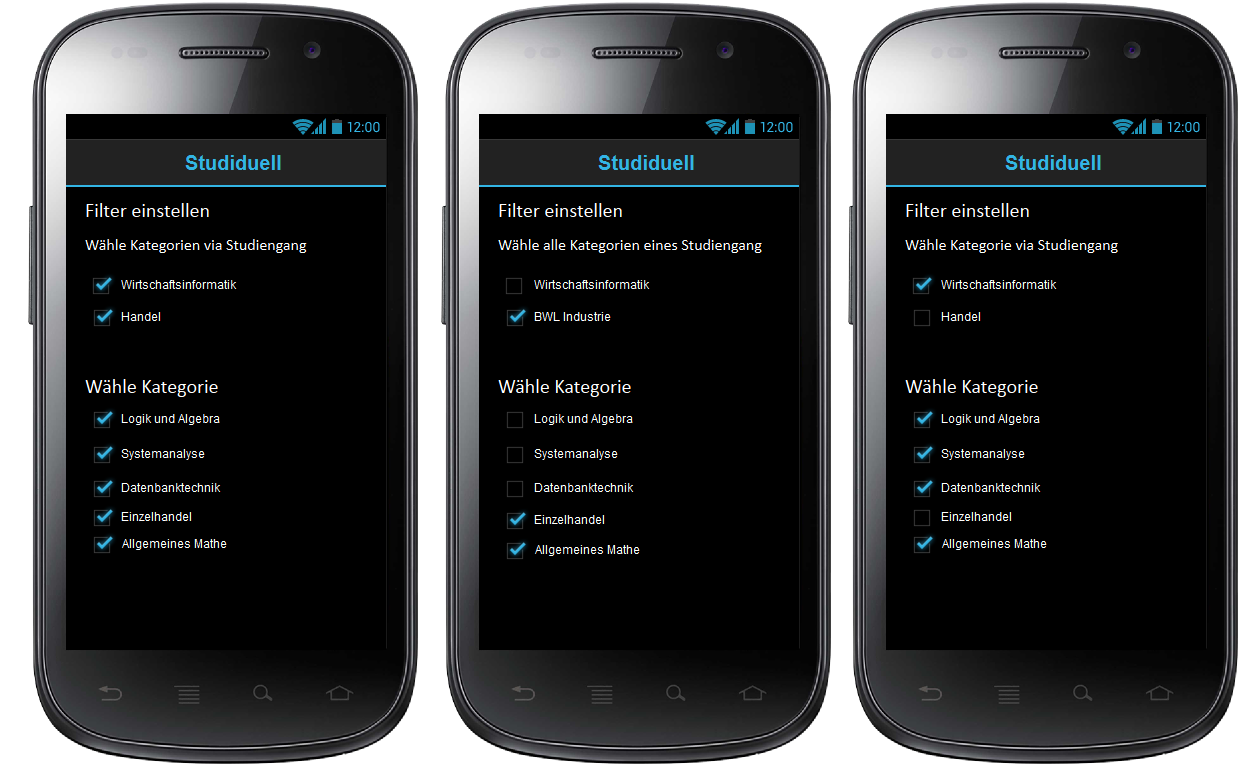 12:00
Studiduell
Filter einstellen
Wähle Kategorien via Studiengang
Wirtschaftsinformatik
Handel
Wähle Kategorie
Logik und Algebra
Systemanalyse
Datenbanktechnik
Einzelhandel
Allgemeines Mathe
12:00
Studiduell
Filter einstellen
Wähle alle Kategorien eines Studiengang
Wirtschaftsinformatik
BWL Industrie
Wähle Kategorie
Logik und Algebra
Systemanalyse
Datenbanktechnik
Einzelhandel
Allgemeines Mathe
12:00
Studiduell
Filter einstellen
Wähle Kategorie via Studiengang
Wirtschaftsinformatik
Handel
Wähle Kategorie
Logik und Algebra
Systemanalyse
Datenbanktechnik
Einzelhandel
Allgemeines Mathe